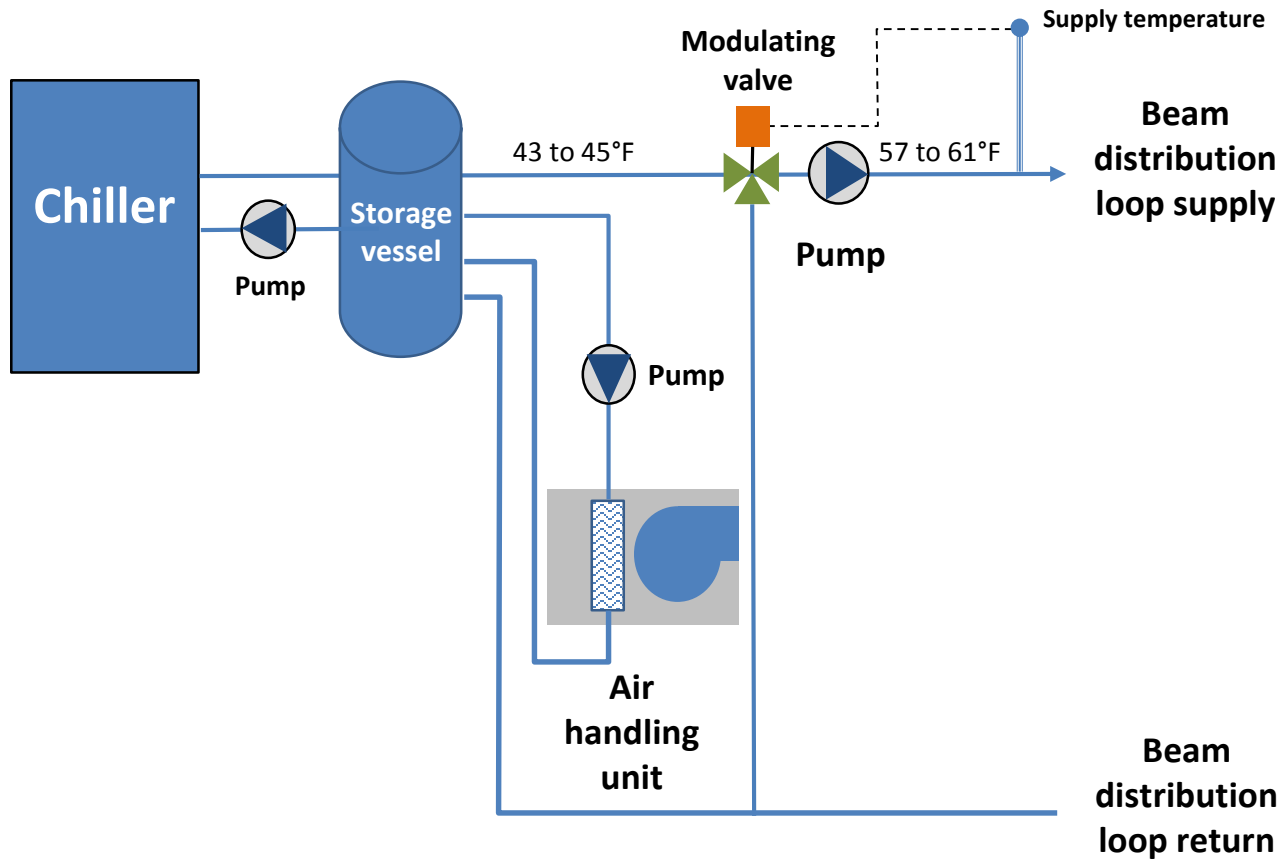 Supply temperature
Modulating
valve
Beam
distribution
loop supply
43 to 45°F
57 to 61°F
Chiller
Storage
vessel
Pump
Pump
Pump
Air
handling
unit
Beam
distribution
loop return